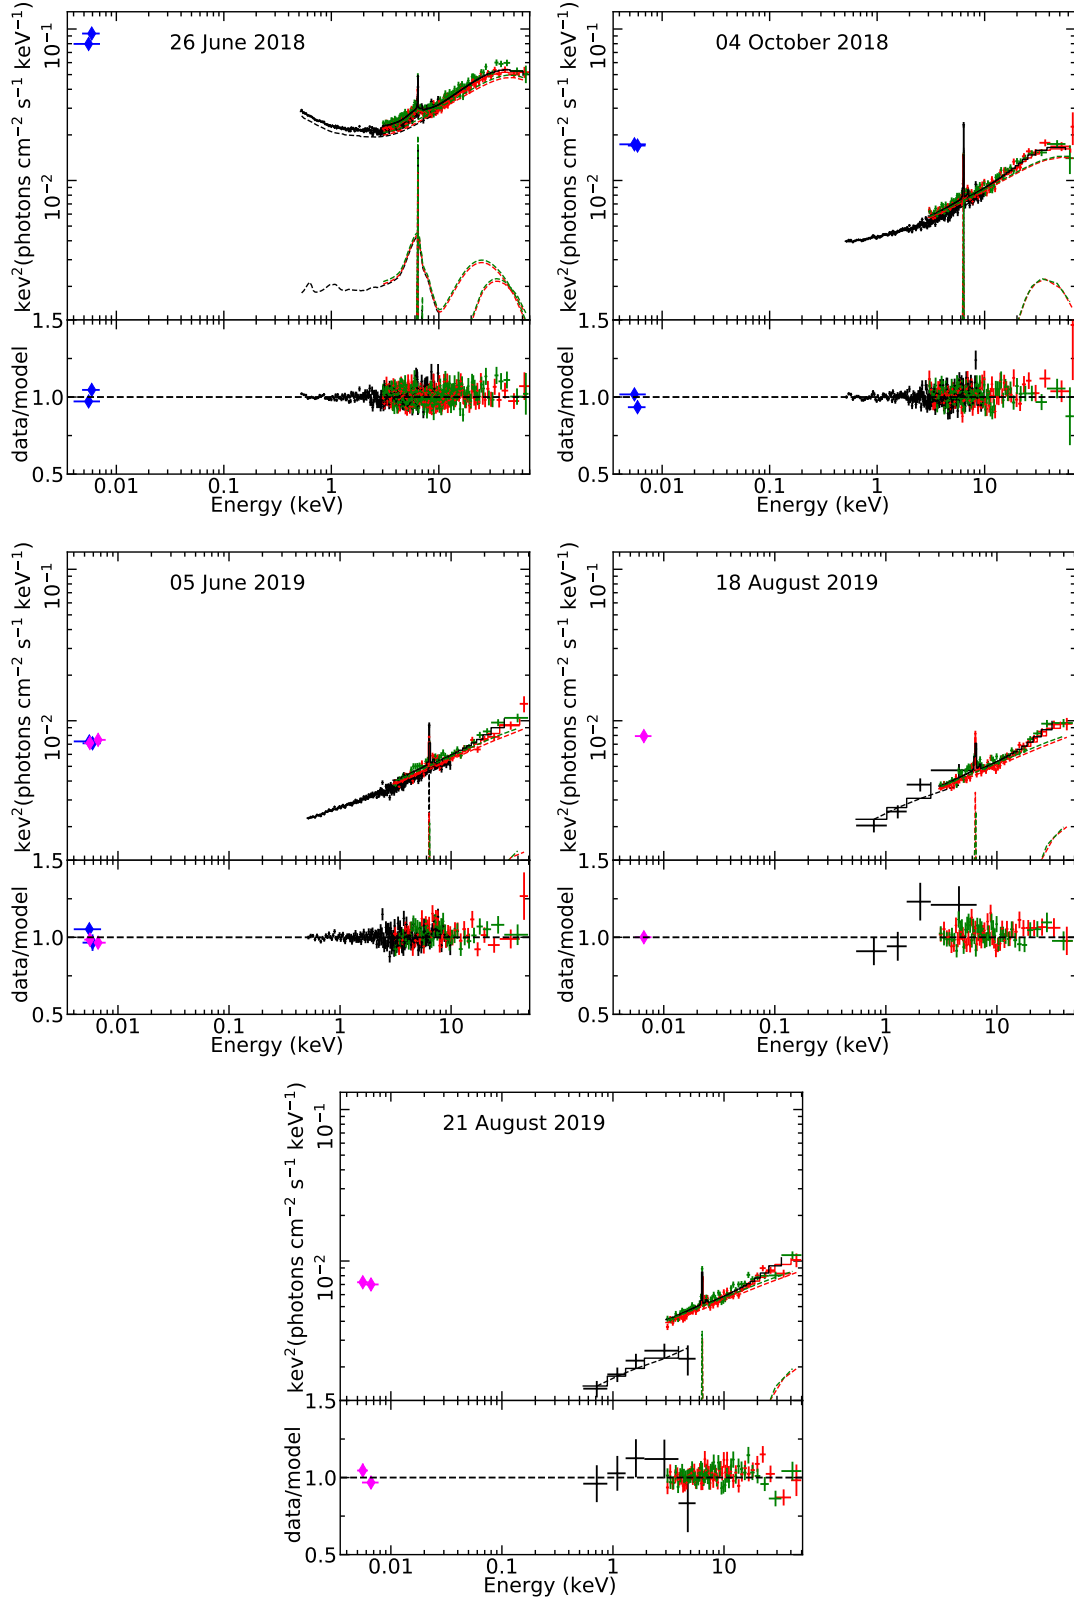 26 June 2018
kev²(photons cm⁻² s⁻¹ keV⁻¹)
10⁻¹
10⁻²
1.5
1.0
0.5
data/model
0.01 0.1 1 10
Energy (keV)
04 October 2018
kev²(photons cm⁻² s⁻¹ keV⁻¹)
10⁻¹
10⁻²
1.5
1.0
0.5
data/model
0.01 0.1 1 10
Energy (keV)
05 June 2019
kev²(photons cm⁻² s⁻¹ keV⁻¹)
10⁻¹
10⁻²
1.5
1.0
0.5
data/model
0.01 0.1 1 10
Energy (keV)
18 August 2019
kev²(photons cm⁻² s⁻¹ keV⁻¹)
10⁻¹
10⁻²
1.5
1.0
0.5
data/model
0.01 0.1 1 10
Energy (keV)
21 August 2019
kev²(photons cm⁻² s⁻¹ keV⁻¹)
10⁻¹
10⁻²
1.5
1.0
0.5
data/model
0.01 0.1 1 10
Energy (keV)